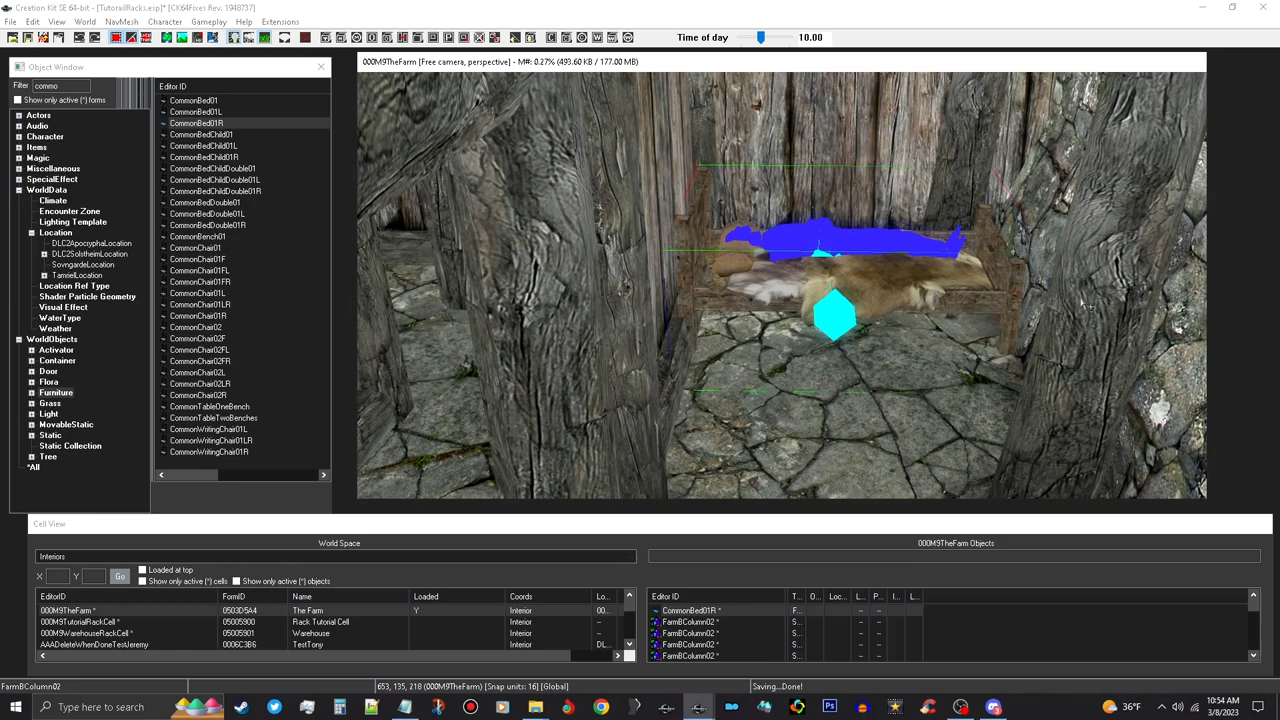 Creation Kit SE 64-bit - [TutorailRacks.esp]* [CK64Fixes Rev. 1948737]
File Edit View World NavMesh Character Gameplay Help Extensions
Time of day 10.00
Object Window
000M9TheFarm [Free camera, perspective] - M#: 0.27% (493.60 KB / 177.00 MB)
Filter commo
Show only active (*) forms
Actors
Audio
Character
Items
Magic
Miscellaneous
SpecialEffect
WorldData
Climate
Encounter Zone
Lighting Template
Location
DLC2ApocryphaLocation
DLC2SolstheimLocation
SovngardeLocation
TamrielLocation
Location Ref Type
Shader Particle Geometry
Visual Effect
WaterType
Weather
WorldObjects
Activator
Container
Door
Flora
Furniture
Grass
Light
MovableStatic
Static
Static Collection
Tree
*All
Editor ID
CommonBed01
CommonBed01L
CommonBed01R
CommonBedChild01
CommonBedChild01L
CommonBedChild01R
CommonBedChildDouble01
CommonBedChildDouble01L
CommonBedChildDouble01R
CommonBedDouble01
CommonBedDouble01L
CommonBedDouble01R
CommonBench01
CommonChair01
CommonChair01F
CommonChair01FL
CommonChair01FR
CommonChair01L
CommonChair01LR
CommonChair01R
CommonChair02
CommonChair02F
CommonChair02FL
CommonChair02FR
CommonChair02L
CommonChair02LR
CommonChair02R
CommonTableOneBench
CommonTableTwoBenches
CommonWritingChair01L
CommonWritingChair01LR
CommonWritingChair01R
Cell View
World Space
Interiors
X Y Go
Loaded at top
Show only active (*) cells Show only active (*) objects
EditorID FormID Name Loaded Coords Lo...
000M9TheFarm * 0503D5A4 The Farm Y Interior 00...
000M9TutorialRackCell * 05005900 Rack Tutorial Cell Interior --
000M9WarehouseRackCell * 05005901 Warehouse Interior --
AAADeleteWhenDoneTestJeremy 0006C3B6 TestTony Interior DL...
000M9TheFarm Objects
Editor ID T... O... Loc... L... P... I... L...
CommonBed01R * F... -- --
FarmBColumn02 * S... -- --
FarmBColumn02 * S... -- --
FarmBColumn02 * S... -- --
FarmBColumn02 * S... -- --
FarmBColumn02 653, 135, 218 (000M9TheFarm) [Snap units: 16] [Global] Saving...Done!
Type here to search 36°F 10:54 AM
3/8/2023